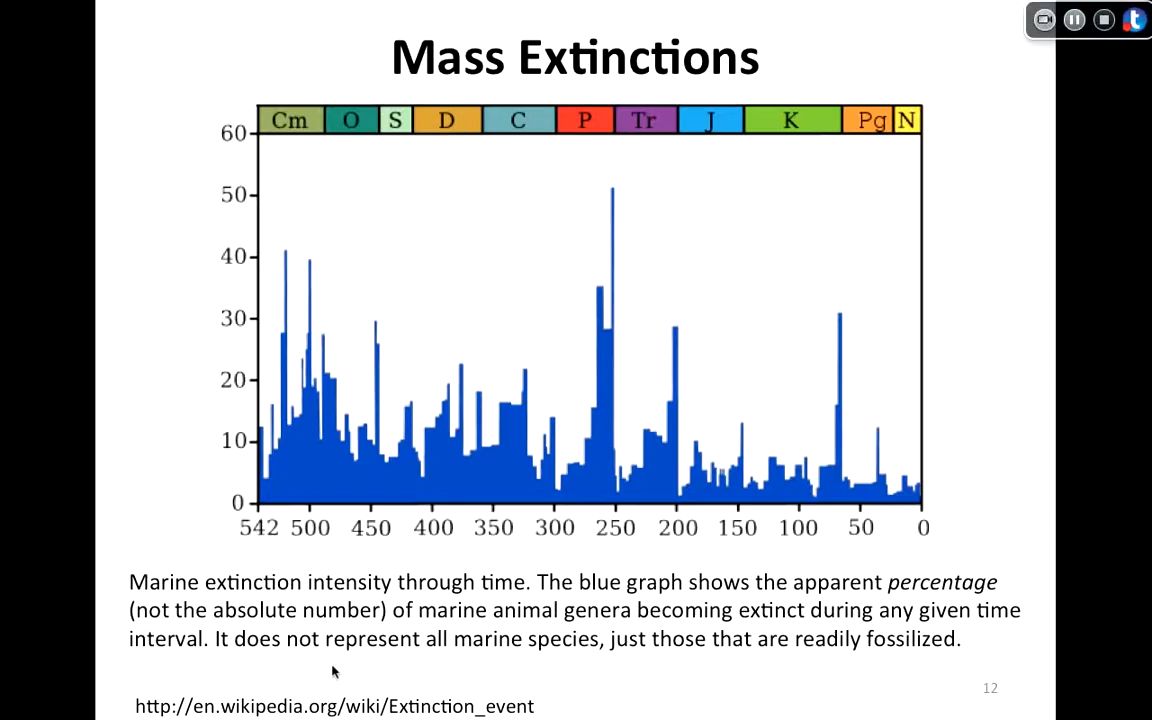 Mass Extinctions
Cm O S D C P Tr J K Pg N
60
50
40
30
20
10
0
542 500 450 400 350 300 250 200 150 100 50 0
Marine extinction intensity through time. The blue graph shows the apparent percentage
(not the absolute number) of marine animal genera becoming extinct during any given time
interval. It does not represent all marine species, just those that are readily fossilized.
12
http://en.wikipedia.org/wiki/Extinction_event
t